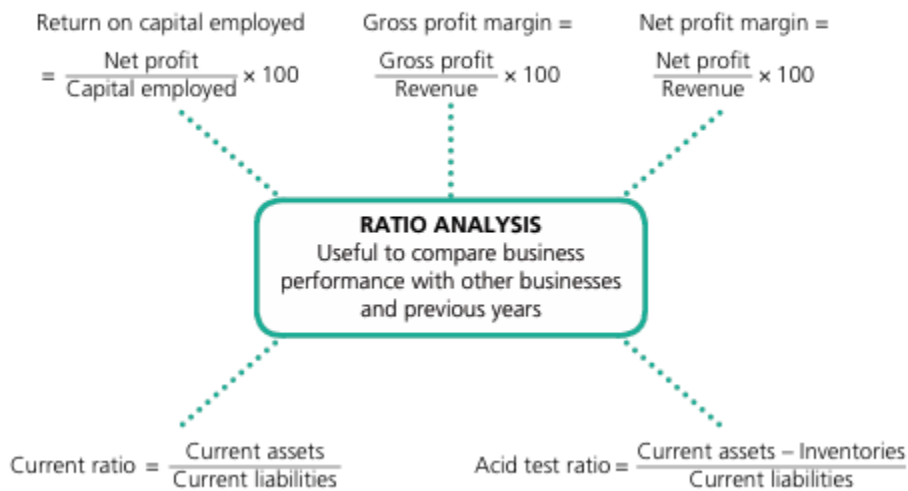 Return on capital employed
= Net profit / Capital employed × 100
Gross profit margin =
Gross profit / Revenue × 100
Net profit margin =
Net profit / Revenue × 100
RATIO ANALYSIS
Useful to compare business
performance with other businesses
and previous years
Current ratio = Current assets / Current liabilities
Acid test ratio = Current assets – Inventories / Current liabilities